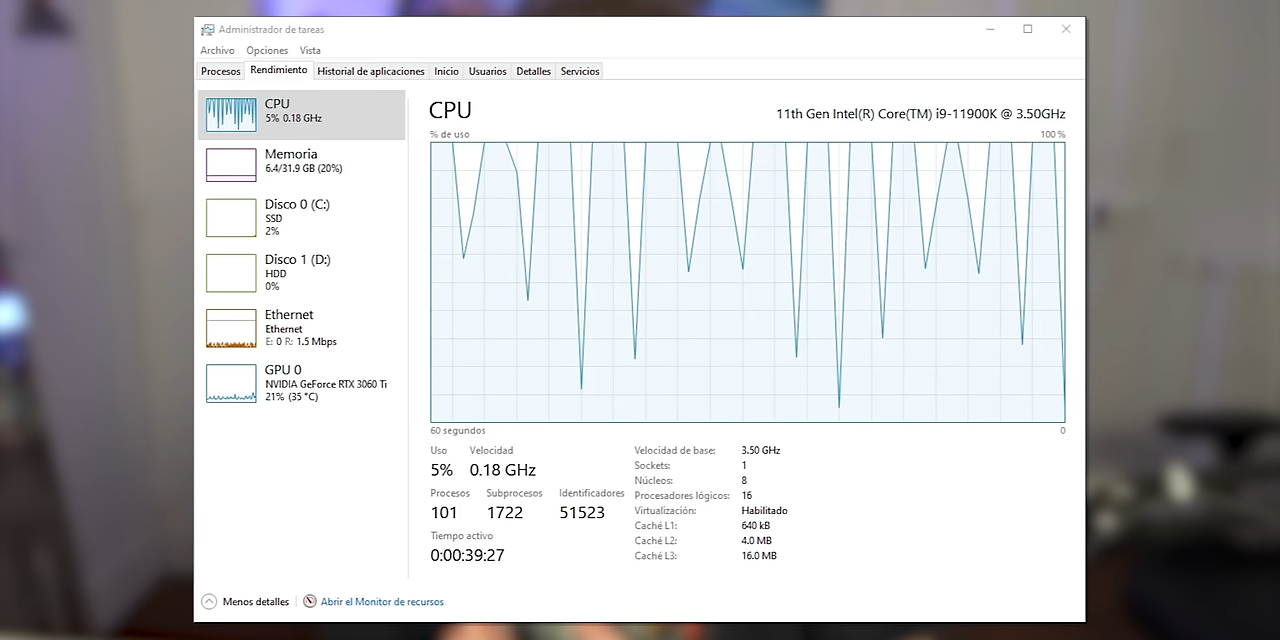 Administrador de tareas
Archivo Opciones Vista
Procesos Rendimiento Historial de aplicaciones Inicio Usuarios Detalles Servicios
CPU
5% 0.18 GHz
Memoria
6.4/31.9 GB (20%)
Disco 0 (C:)
SSD
2%
Disco 1 (D:)
HDD
0%
Ethernet
Ethernet
E: 0 R: 1.5 Mbps
GPU 0
NVIDIA GeForce RTX 3060 Ti
21% (35 °C)
CPU 11th Gen Intel(R) Core(TM) i9-11900K @ 3.50GHz
% de uso 100 %
60 segundos 0
Uso Velocidad
5% 0.18 GHz
Procesos Subprocesos Identificadores
101 1722 51523
Tiempo activo
0:00:39:27
Velocidad de base: 3.50 GHz
Sockets: 1
Núcleos: 8
Procesadores lógicos: 16
Virtualización: Habilitado
Caché L1: 640 kB
Caché L2: 4.0 MB
Caché L3: 16.0 MB
Menos detalles Abrir el Monitor de recursos